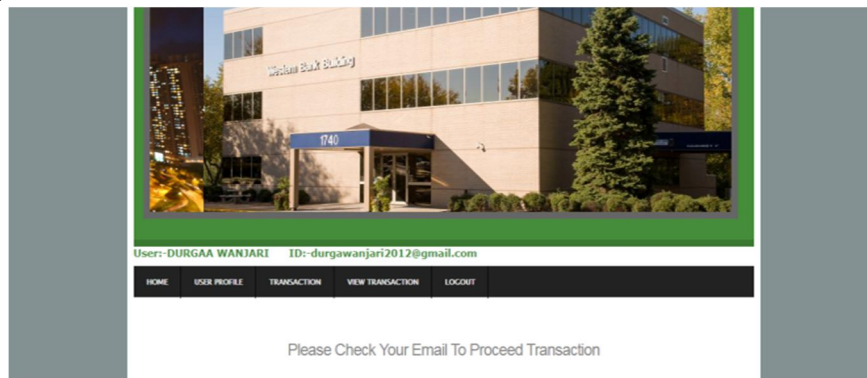 Western Bank Building
1740
User:-DURGAA WANJARI ID:-durgawanjari2012@gmail.com
HOME USER PROFILE TRANSACTION VIEW TRANSACTION LOGOUT
Please Check Your Email To Proceed Transaction